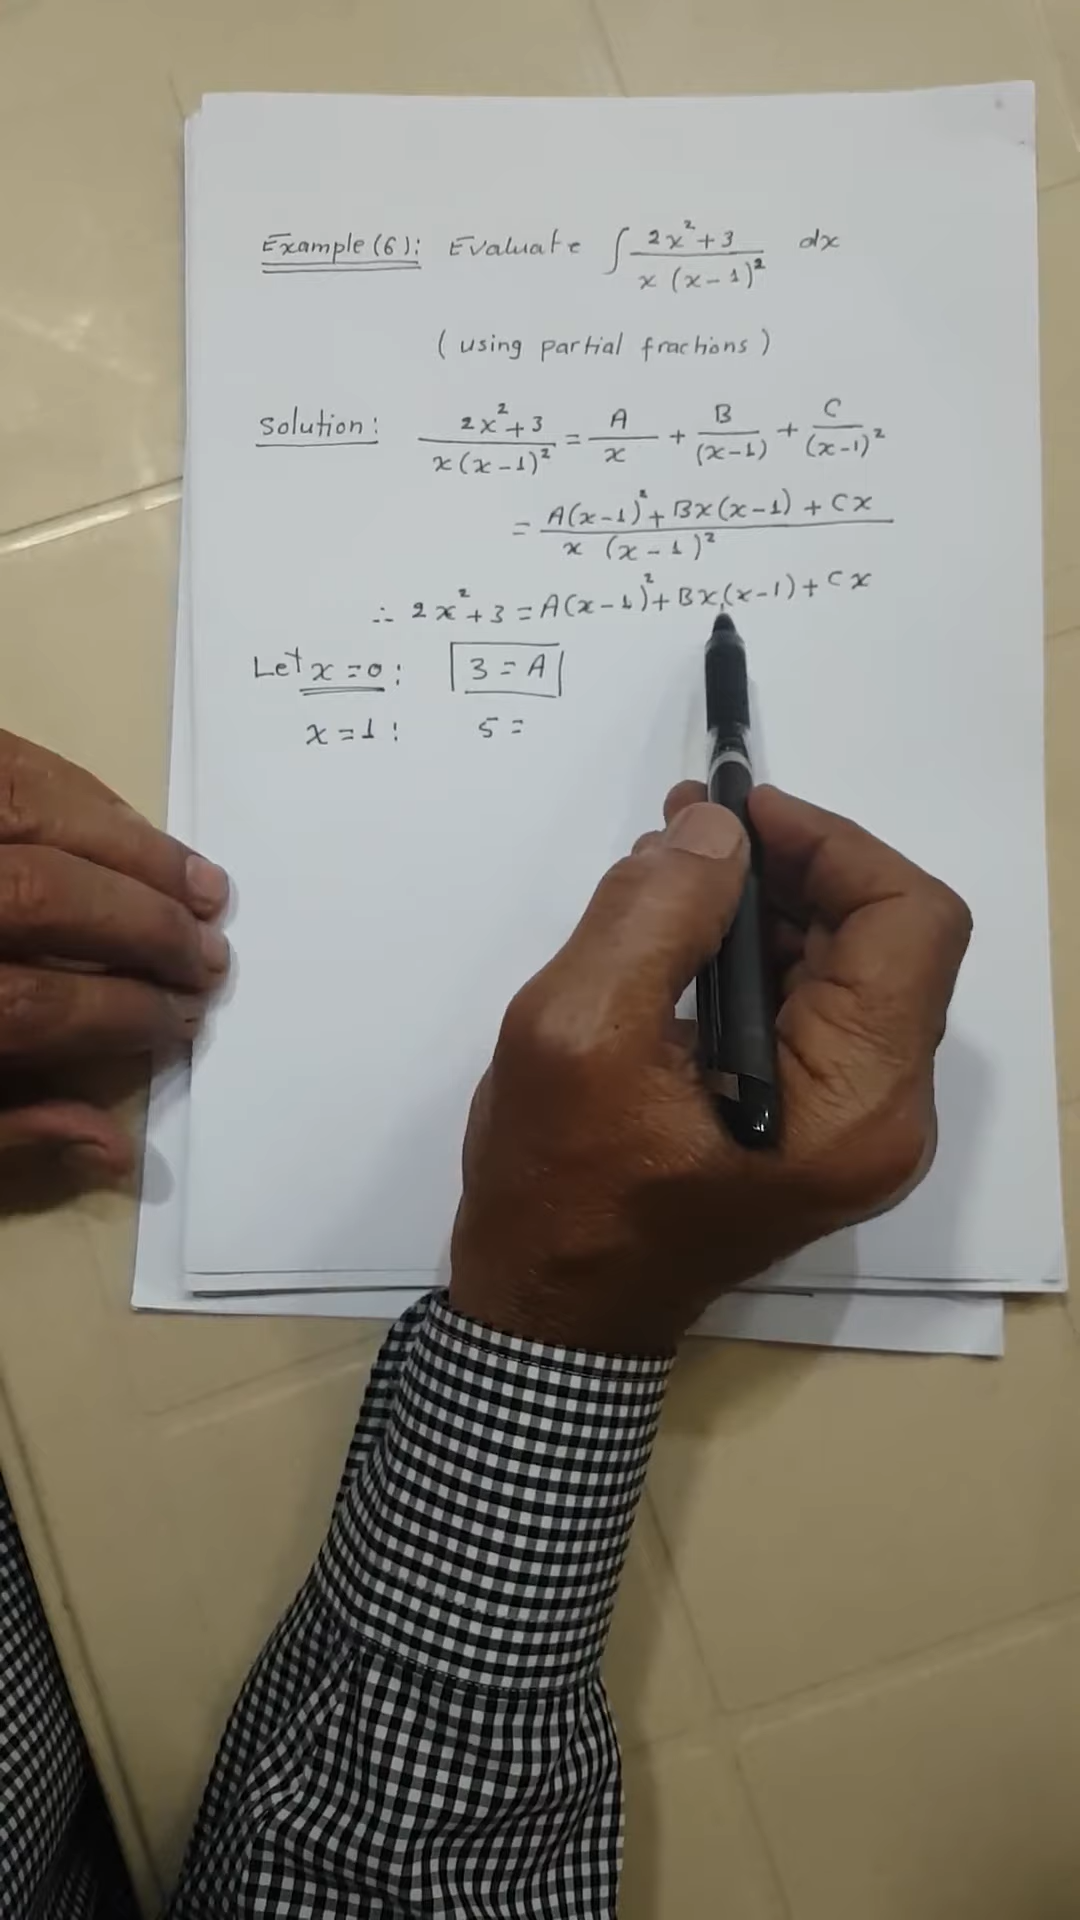 Example (6): Evaluate ∫ (2x²+3)/(x (x-1)²) dx
(using partial fractions)
Solution: (2x²+3)/(x(x-1)²) = A/x + B/(x-1) + C/(x-1)²
= (A(x-1)² + Bx(x-1) + Cx)/(x (x-1)²)
∴ 2x²+3 = A(x-1)² + Bx(x-1) + Cx
Let x=0: 3 = A
x=1: 5 =